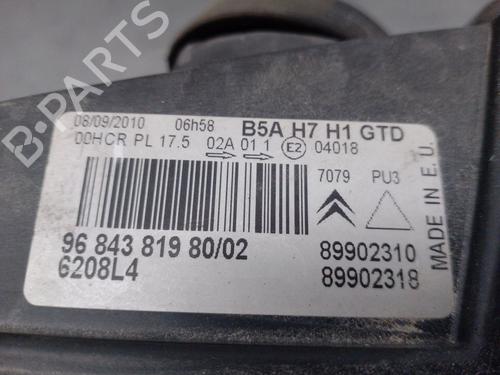 B-PARTS
08/09/2010 06h58 B5A H7 H1 GTD
00HCR PL 17.5 02A 01 1 E2 04018
7079 PU3
MADE IN E.U.
96 843 819 80/02 89902310
6208L4 89902318